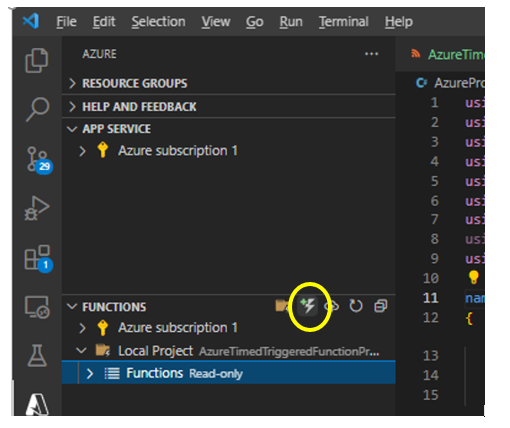 File Edit Selection View Go Run Terminal Help
AZURE
RESOURCE GROUPS
HELP AND FEEDBACK
APP SERVICE
Azure subscription 1
29
1
FUNCTIONS
Azure subscription 1
Local Project AzureTimedTriggeredFunctionPr...
Functions Read-only
AzureTim
AzurePro
1 usi
2 usi
3 usi
4 usi
5 usi
6 usi
7 usi
8 usi
9 usi
10
11 nam
12 {
13
14
15